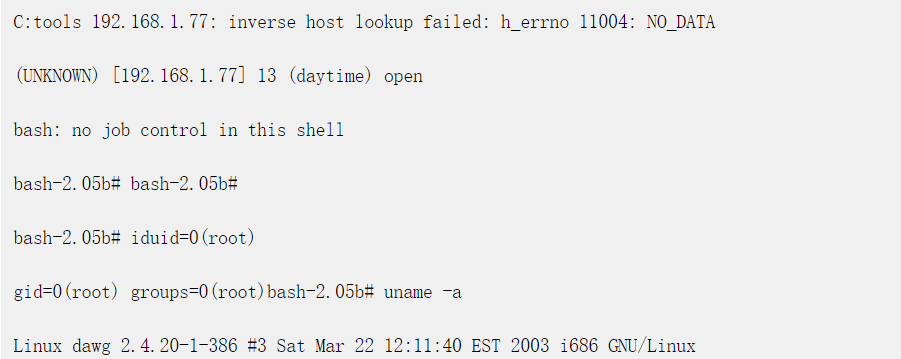 C:tools 192.168.1.77: inverse host lookup failed: h_errno 11004: NO_DATA
(UNKNOWN) [192.168.1.77] 13 (daytime) open
bash: no job control in this shell
bash-2.05b# bash-2.05b#
bash-2.05b# iduid=0(root)
gid=0(root) groups=0(root)bash-2.05b# uname -a
Linux dawg 2.4.20-1-386 #3 Sat Mar 22 12:11:40 EST 2003 i686 GNU/Linux